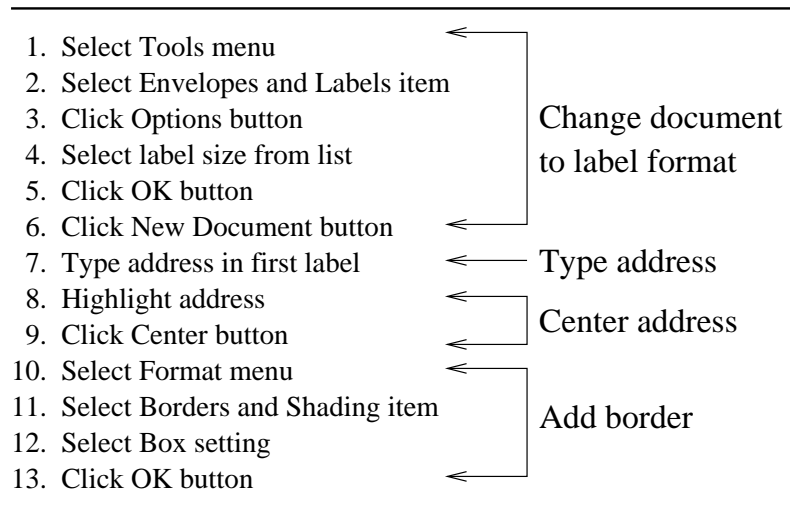 1. Select Tools menu
2. Select Envelopes and Labels item
3. Click Options button
4. Select label size from list
5. Click OK button
6. Click New Document button
7. Type address in first label
8. Highlight address
9. Click Center button
10. Select Format menu
11. Select Borders and Shading item
12. Select Box setting
13. Click OK button
Change document
to label format
Type address
Center address
Add border